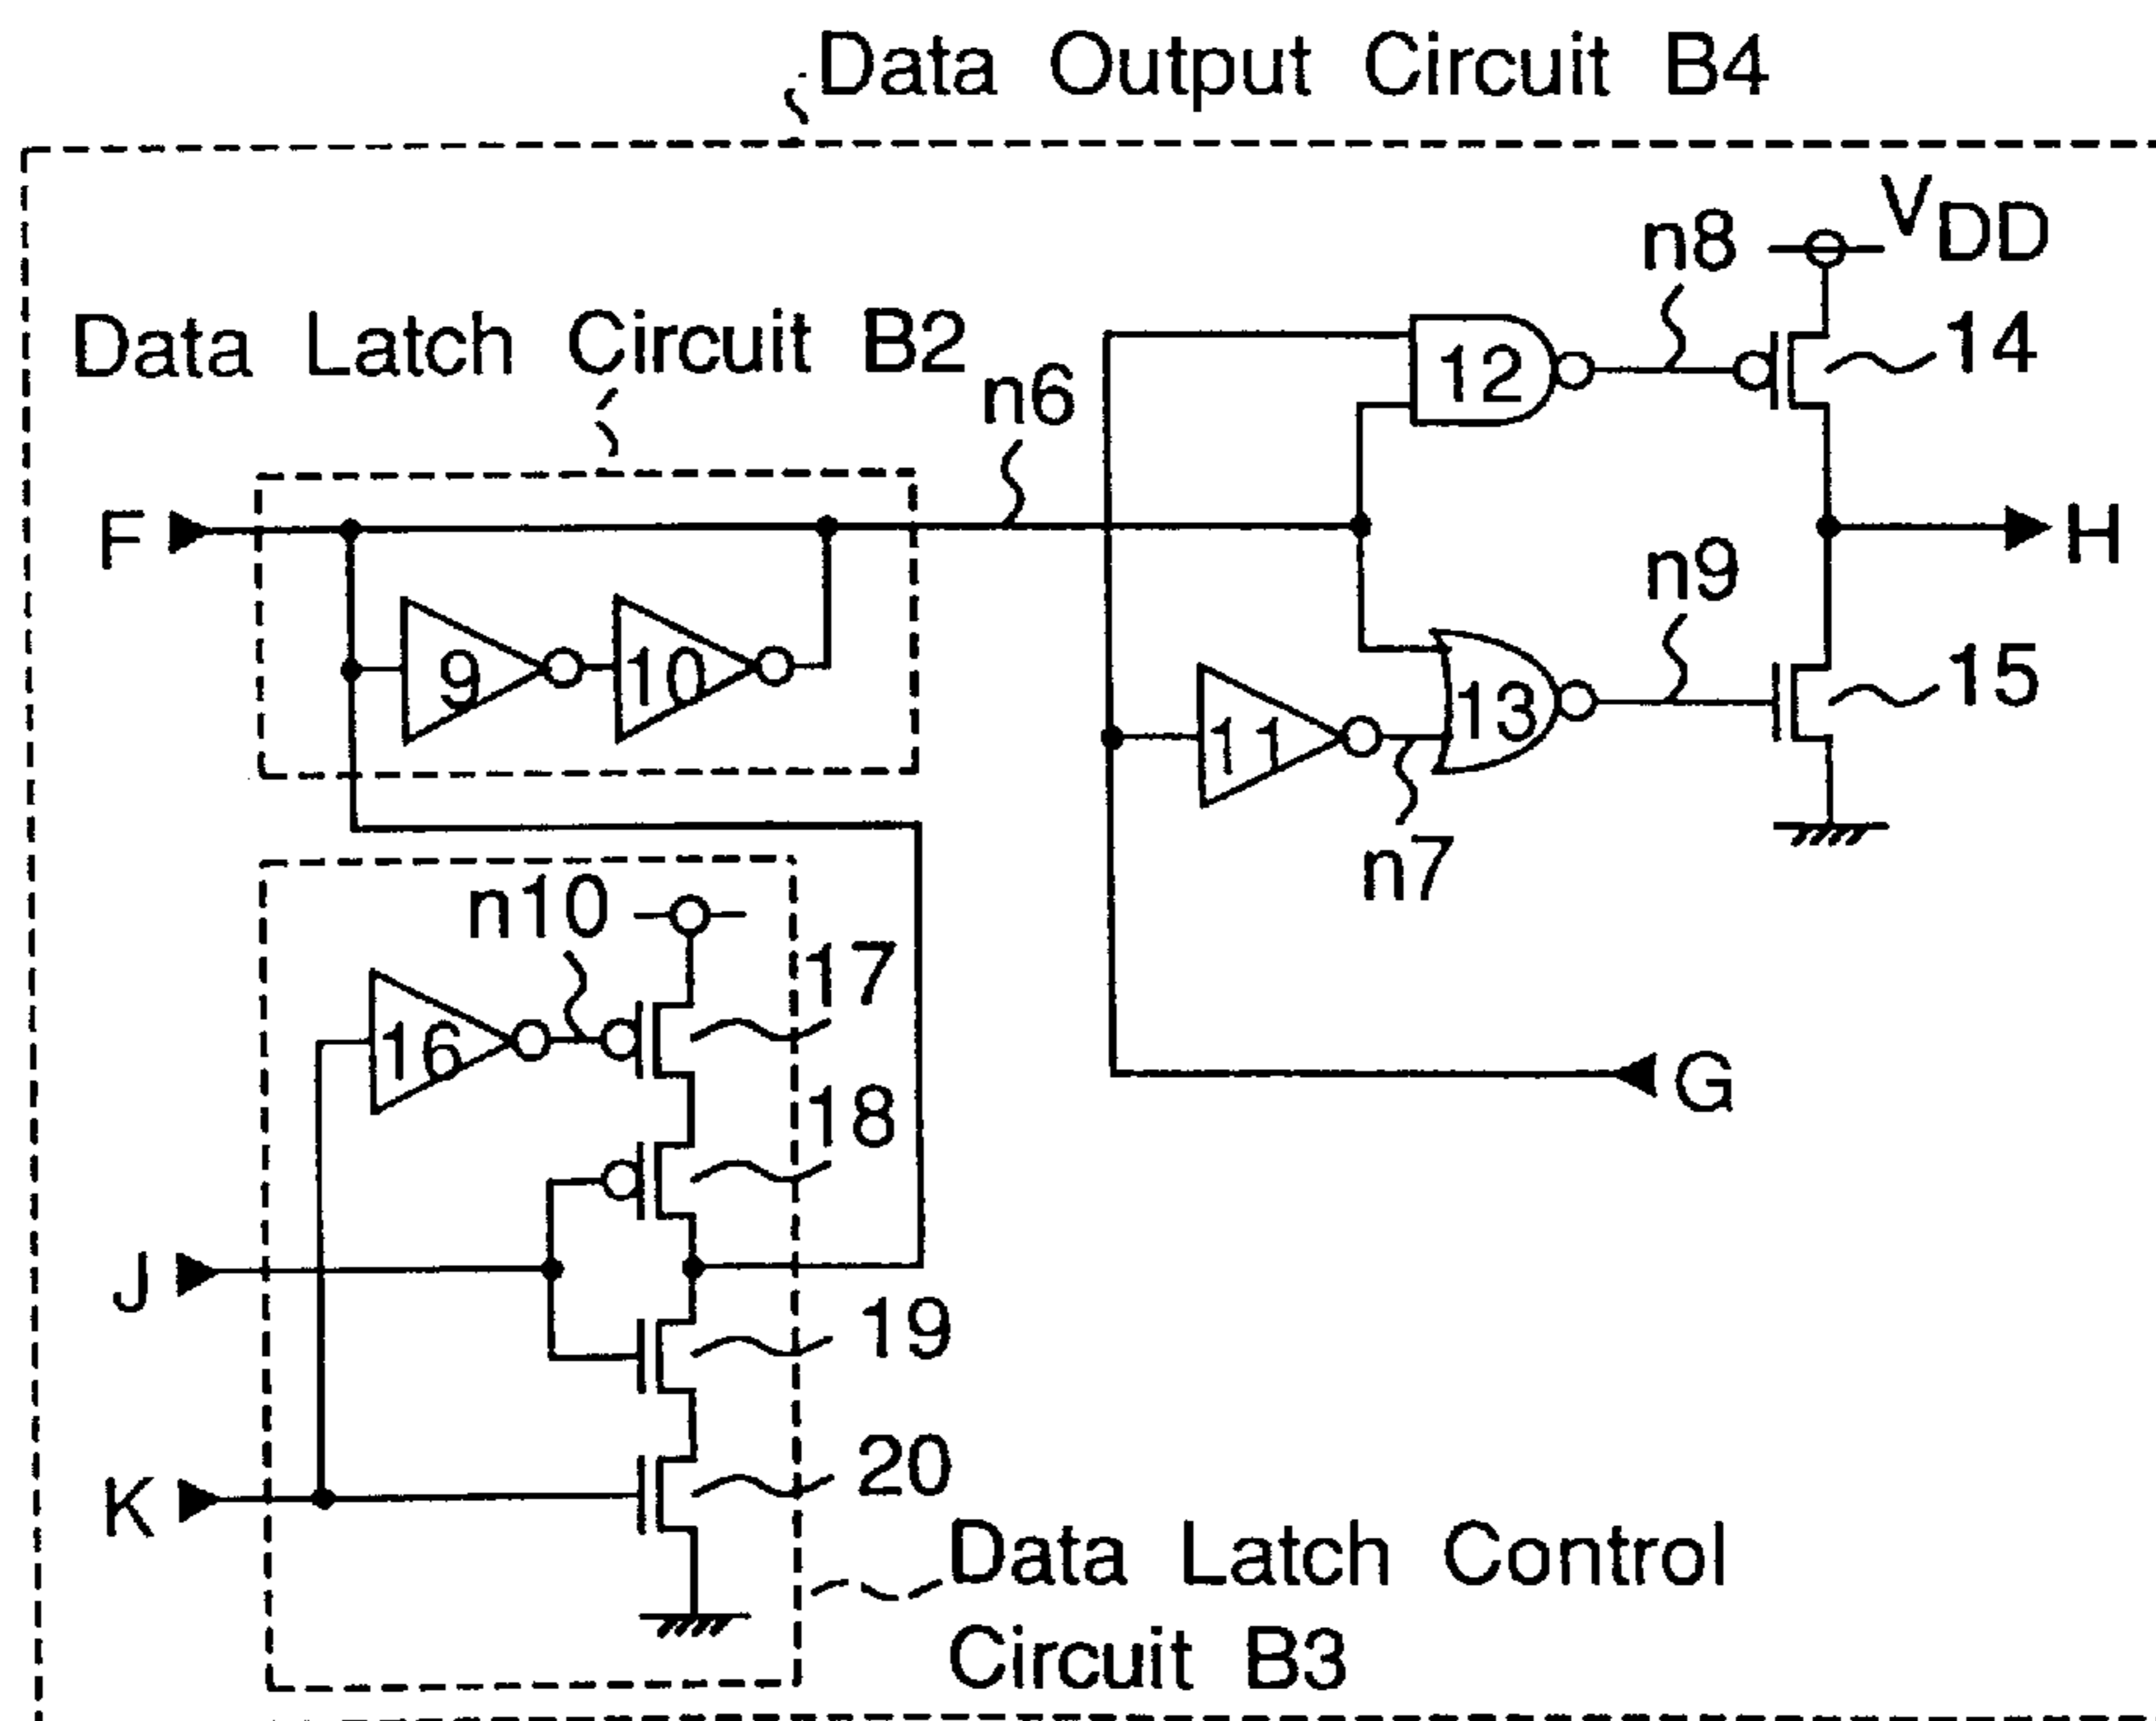 Data Output Circuit B4
VDD
n8
14
Data Latch Circuit B2
n6
12
F
H
n9
9
10
11
13
15
n7
n10
17
16
18
G
J
19
K
20
Data Latch Control
Circuit B3